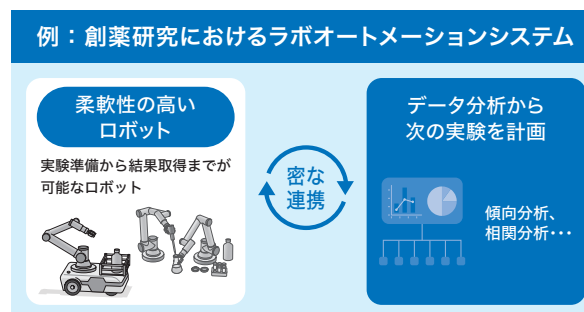 例：創薬研究におけるラボオートメーションシステム
柔軟性の高い
ロボット
実験準備から結果取得までが
可能なロボット
密な
連携
データ分析から
次の実験を計画
傾向分析、
相関分析･･･